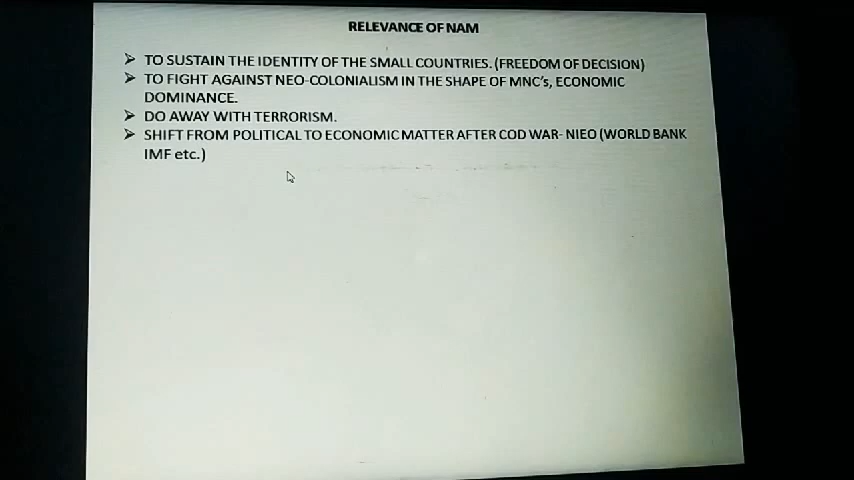 RELEVANCE OF NAM
➢ TO SUSTAIN THE IDENTITY OF THE SMALL COUNTRIES. (FREEDOM OF DECISION)
➢ TO FIGHT AGAINST NEO-COLONIALISM IN THE SHAPE OF MNC's, ECONOMIC
DOMINANCE.
➢ DO AWAY WITH TERRORISM.
➢ SHIFT FROM POLITICAL TO ECONOMIC MATTER AFTER COD WAR- NIEO (WORLD BANK
IMF etc.)